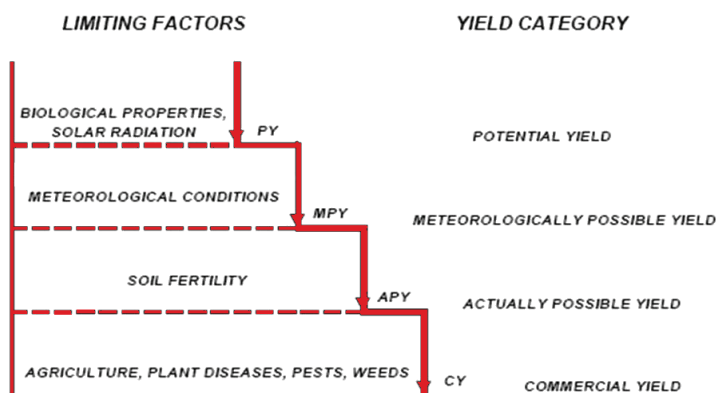 LIMITING FACTORS
YIELD CATEGORY
BIOLOGICAL PROPERTIES,
SOLAR RADIATION
PY
POTENTIAL YIELD
METEOROLOGICAL CONDITIONS
MPY
METEOROLOGICALLY POSSIBLE YIELD
SOIL FERTILITY
APY
ACTUALLY POSSIBLE YIELD
AGRICULTURE, PLANT DISEASES, PESTS, WEEDS
CY
COMMERCIAL YIELD